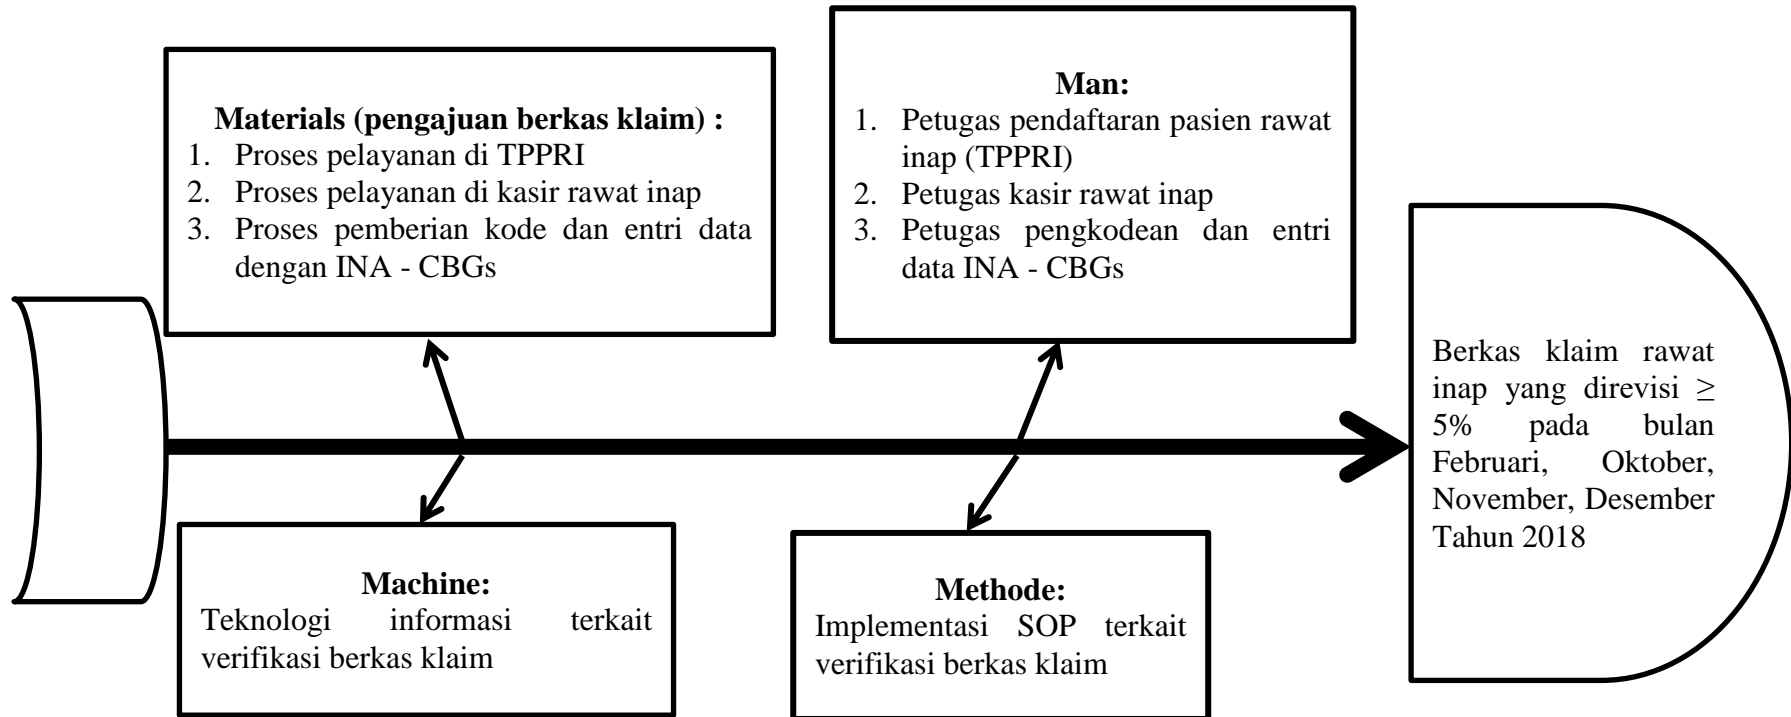 Materials (pengajuan berkas klaim) :
1. Proses pelayanan di TPPRI
2. Proses pelayanan di kasir rawat inap
3. Proses pemberian kode dan entri data
dengan INA - CBGs
Man:
1. Petugas pendaftaran pasien rawat
inap (TPPRI)
2. Petugas kasir rawat inap
3. Petugas pengkodean dan entri
data INA - CBGs
Berkas klaim rawat
inap yang direvisi ≥
5% pada bulan
Februari, Oktober,
November, Desember
Tahun 2018
Machine:
Teknologi informasi terkait
verifikasi berkas klaim
Methode:
Implementasi SOP terkait
verifikasi berkas klaim